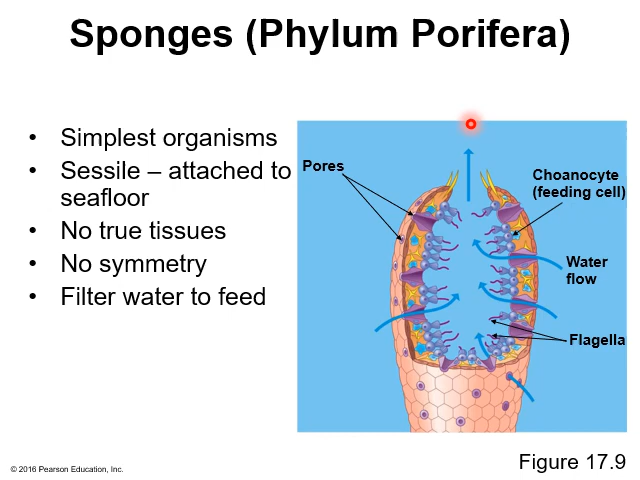 Sponges (Phylum Porifera)
• Simplest organisms
• Sessile – attached to
seafloor
• No true tissues
• No symmetry
• Filter water to feed
Pores
Choanocyte
(feeding cell)
Water
flow
Flagella
© 2016 Pearson Education, Inc.
Figure 17.9